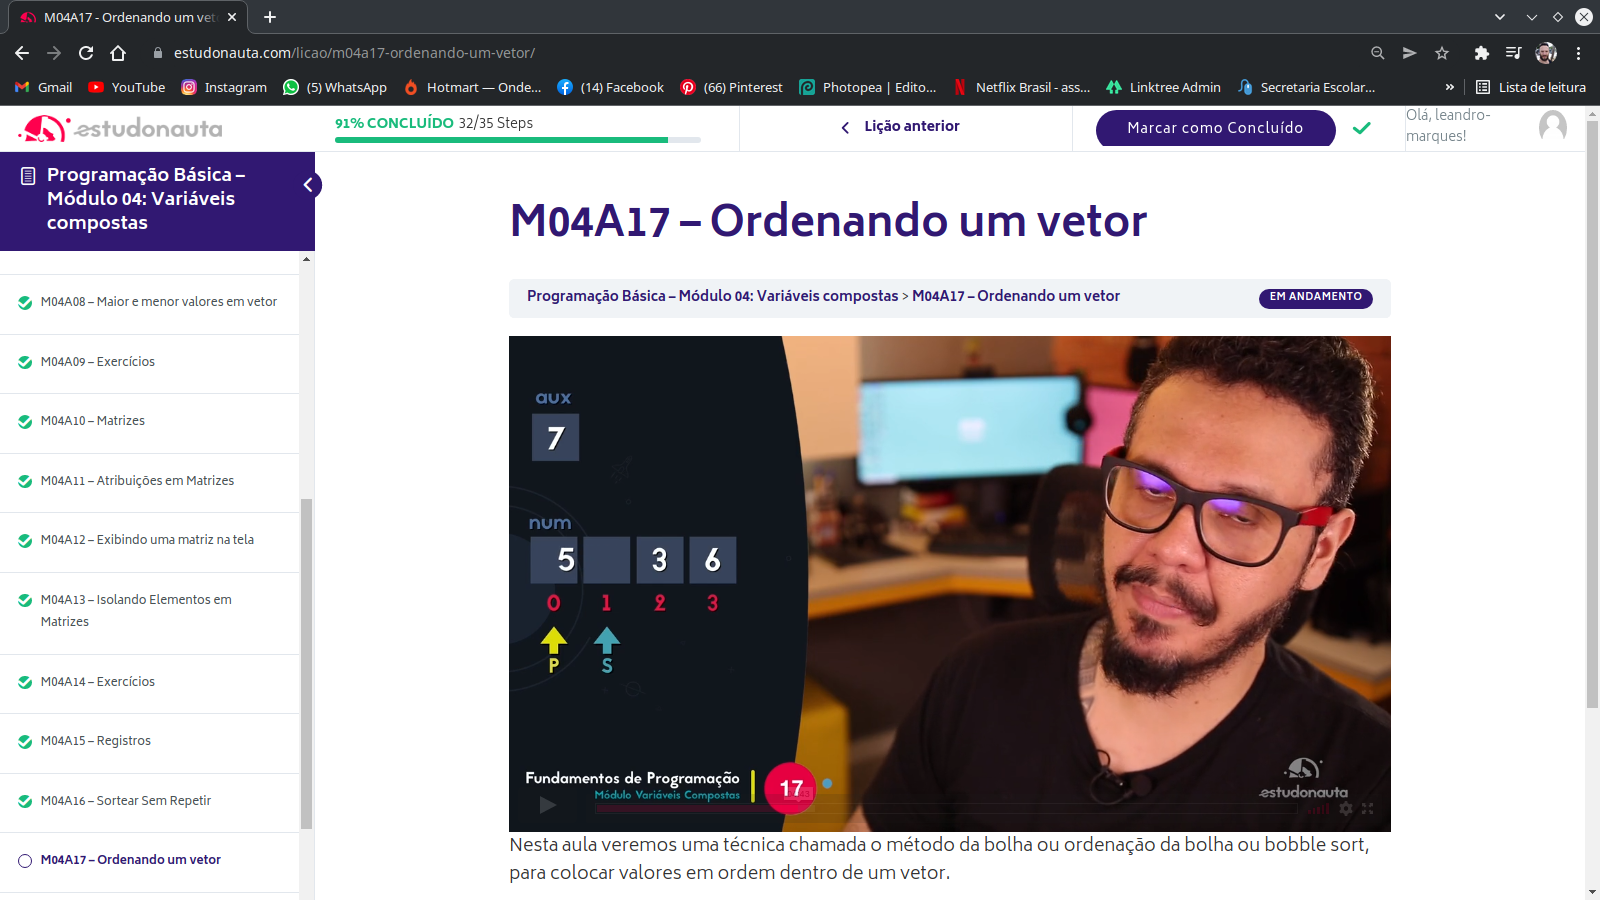 M04A17 - Ordenando um vet
estudonauta.com/licao/m04a17-ordenando-um-vetor/
Gmail
YouTube
Instagram
(5) WhatsApp
Hotmart — Onde...
(14) Facebook
(66) Pinterest
Photopea | Edito...
Netflix Brasil - ass...
Linktree Admin
Secretaria Escolar...
»
Lista de leitura
estudonauta
91% CONCLUÍDO 32/35 Steps
Lição anterior
Marcar como Concluído
Olá, leandro-
marques!
Programação Básica –
Módulo 04: Variáveis
compostas
M04A08 – Maior e menor valores em vetor
M04A09 – Exercícios
M04A10 – Matrizes
M04A11 – Atribuições em Matrizes
M04A12 – Exibindo uma matriz na tela
M04A13 – Isolando Elementos em
Matrizes
M04A14 – Exercícios
M04A15 – Registros
M04A16 – Sortear Sem Repetir
M04A17 – Ordenando um vetor
M04A17 – Ordenando um vetor
Programação Básica – Módulo 04: Variáveis compostas > M04A17 – Ordenando um vetor
EM ANDAMENTO
aux
7
num
5 3 6
0 1 2 3
P S
Fundamentos de Programação
Módulo Variáveis Compostas
17
estudonauta
Nesta aula veremos uma técnica chamada o método da bolha ou ordenação da bolha ou bobble sort,
para colocar valores em ordem dentro de um vetor.